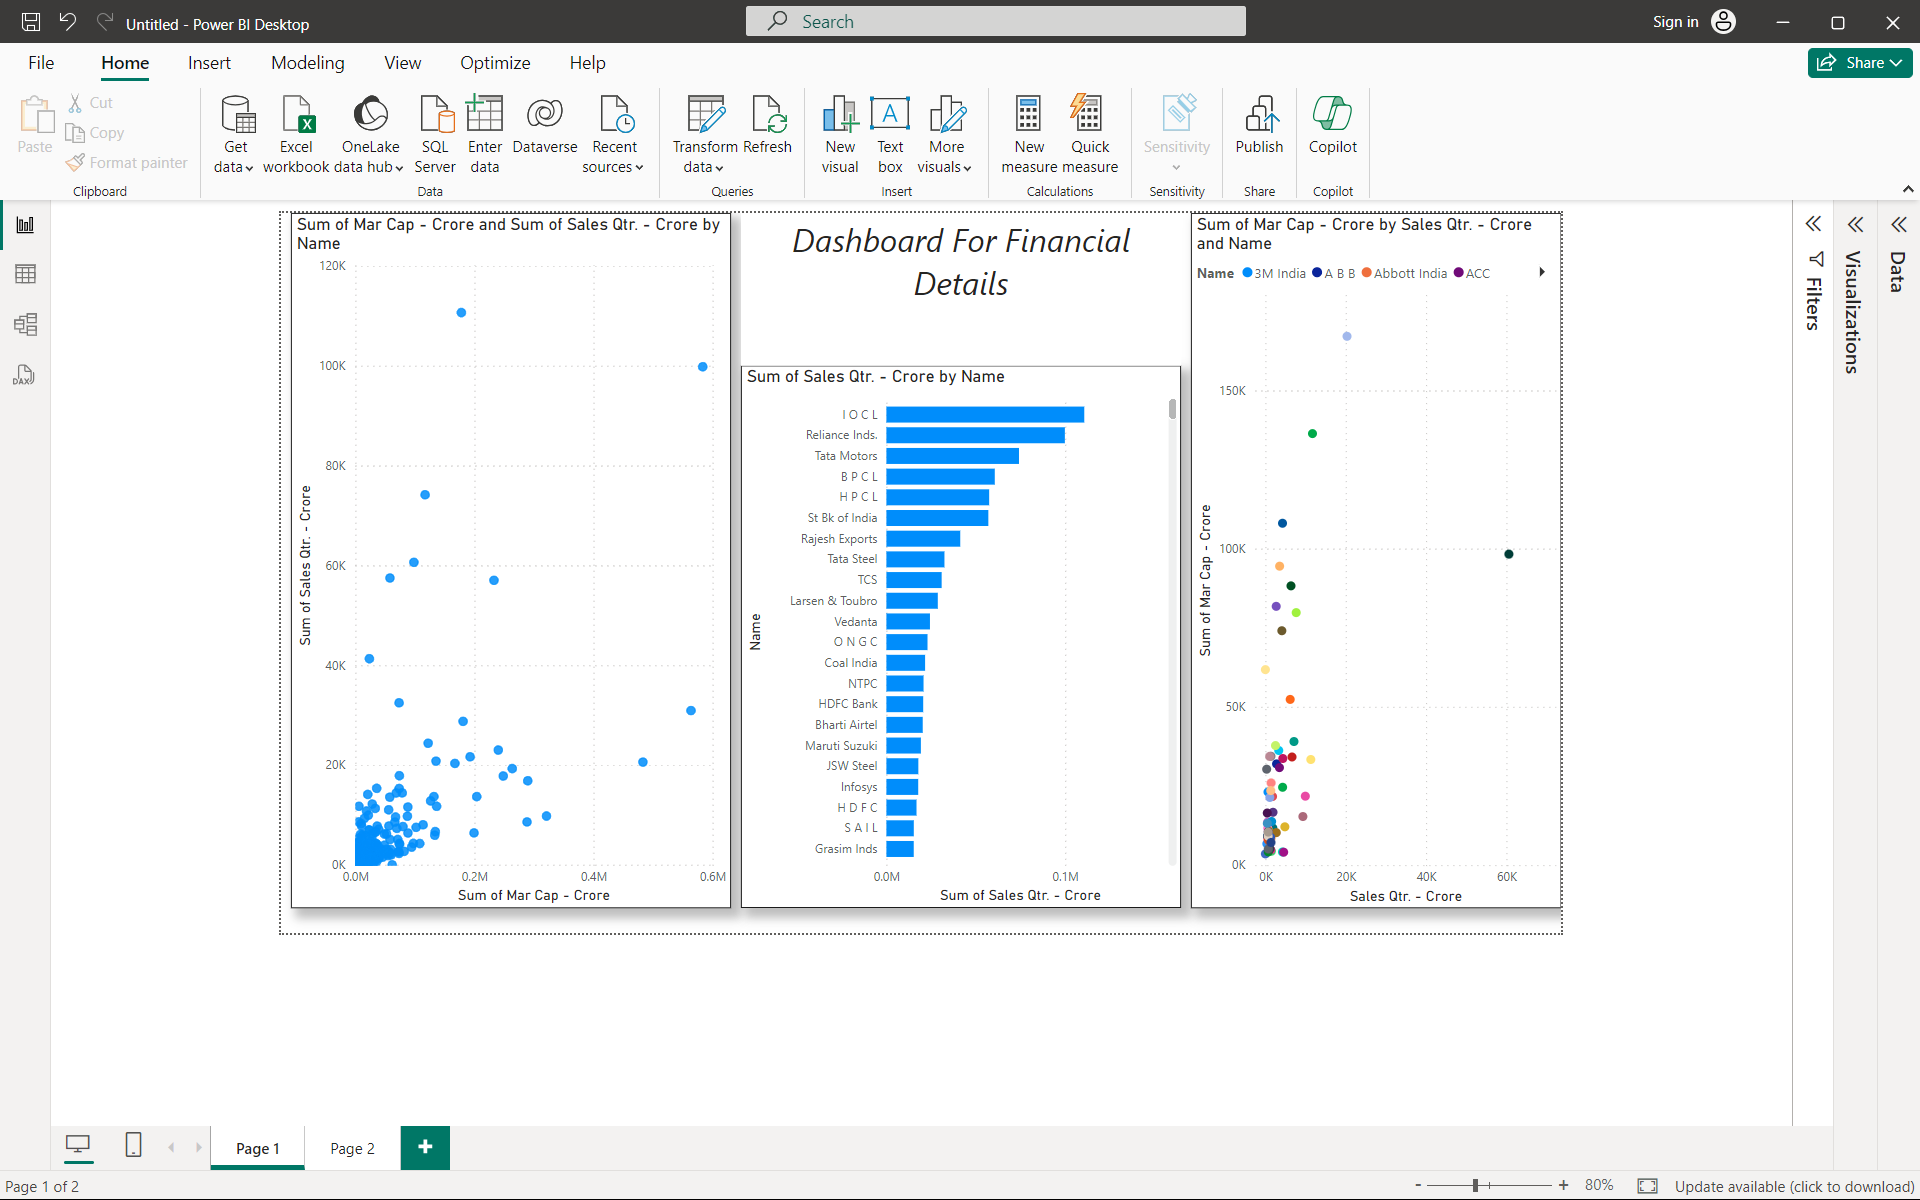 Untitled - Power BI Desktop
Search
Sign in
File
Home
Insert
Modeling
View
Optimize
Help
Share
Paste
Cut
Copy
Format painter
Clipboard
Get
data
Excel
workbook
OneLake
data hub
SQL
Server
Enter
data
Dataverse
Recent
sources
Data
Transform
data
Refresh
Queries
New
visual
Text
box
More
visuals
Insert
New
measure
Quick
measure
Calculations
Sensitivity
Sensitivity
Publish
Share
Copilot
Copilot
DAX
Sum of Mar Cap - Crore and Sum of Sales Qtr. - Crore by
Name
120K
100K
80K
60K
40K
20K
0K
Sum of Sales Qtr. - Crore
0.0M
0.2M
0.4M
0.6M
Sum of Mar Cap - Crore
Dashboard For Financial
Details
Sum of Sales Qtr. - Crore by Name
Name
I O C L
Reliance Inds.
Tata Motors
B P C L
H P C L
St Bk of India
Rajesh Exports
Tata Steel
TCS
Larsen & Toubro
Vedanta
O N G C
Coal India
NTPC
HDFC Bank
Bharti Airtel
Maruti Suzuki
JSW Steel
Infosys
H D F C
S A I L
Grasim Inds
0.0M
0.1M
Sum of Sales Qtr. - Crore
Sum of Mar Cap - Crore by Sales Qtr. - Crore
and Name
Name 3M India A B B Abbott India ACC
150K
100K
50K
0K
Sum of Mar Cap - Crore
0K
20K
40K
60K
Sales Qtr. - Crore
Filters
Visualizations
Data
Page 1
Page 2
+
Page 1 of 2
- + 80%
Update available (click to download)